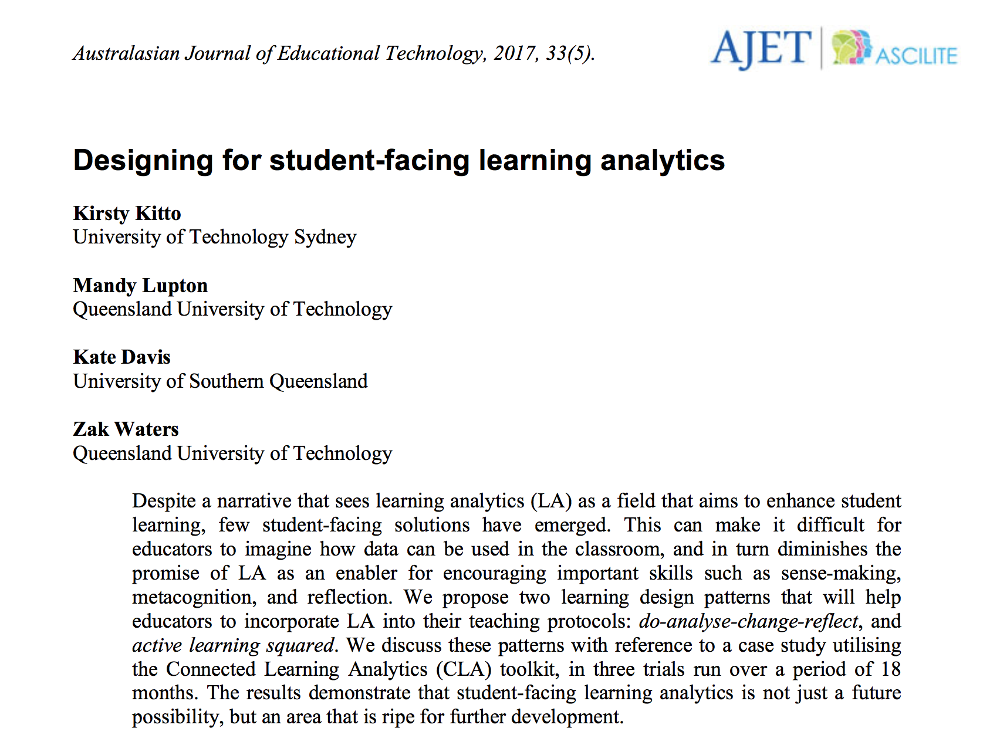 Australasian Journal of Educational Technology, 2017, 33(5).
AJET
ASCILITE
Designing for student-facing learning analytics
Kirsty Kitto
University of Technology Sydney
Mandy Lupton
Queensland University of Technology
Kate Davis
University of Southern Queensland
Zak Waters
Queensland University of Technology
Despite a narrative that sees learning analytics (LA) as a field that aims to enhance student
learning, few student-facing solutions have emerged. This can make it difficult for
educators to imagine how data can be used in the classroom, and in turn diminishes the
promise of LA as an enabler for encouraging important skills such as sense-making,
metacognition, and reflection. We propose two learning design patterns that will help
educators to incorporate LA into their teaching protocols: do-analyse-change-reflect, and
active learning squared. We discuss these patterns with reference to a case study utilising
the Connected Learning Analytics (CLA) toolkit, in three trials run over a period of 18
months. The results demonstrate that student-facing learning analytics is not just a future
possibility, but an area that is ripe for further development.